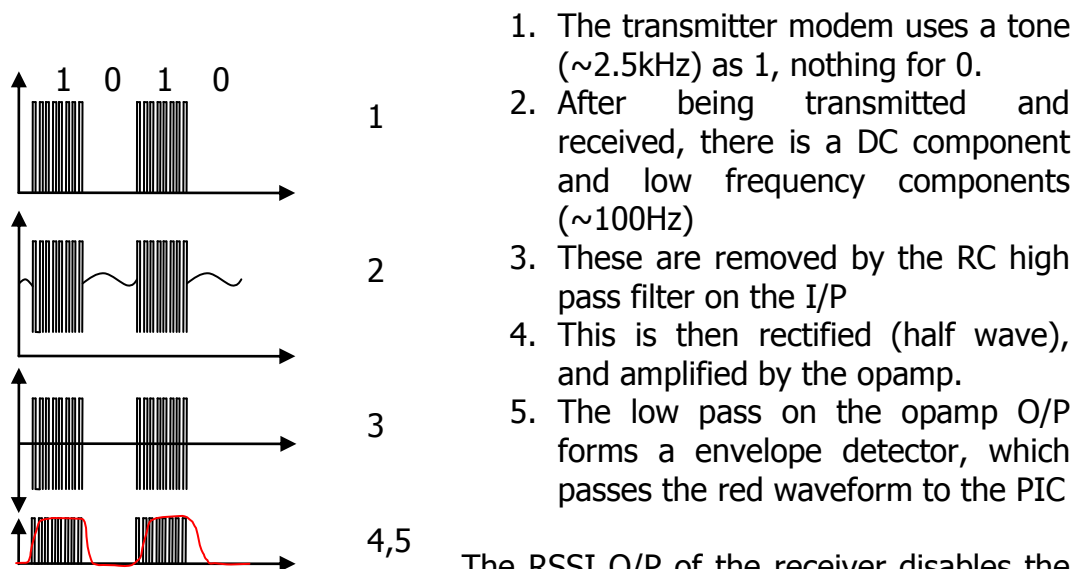 1 0 1 0
1
2
3
4,5
1. The transmitter modem uses a tone
(~2.5kHz) as 1, nothing for 0.
2. After being transmitted and
received, there is a DC component
and low frequency components
(~100Hz)
3. These are removed by the RC high
pass filter on the I/P
4. This is then rectified (half wave),
and amplified by the opamp.
5. The low pass on the opamp O/P
forms a envelope detector, which
passes the red waveform to the PIC
The RSSI O/P of the receiver disables the